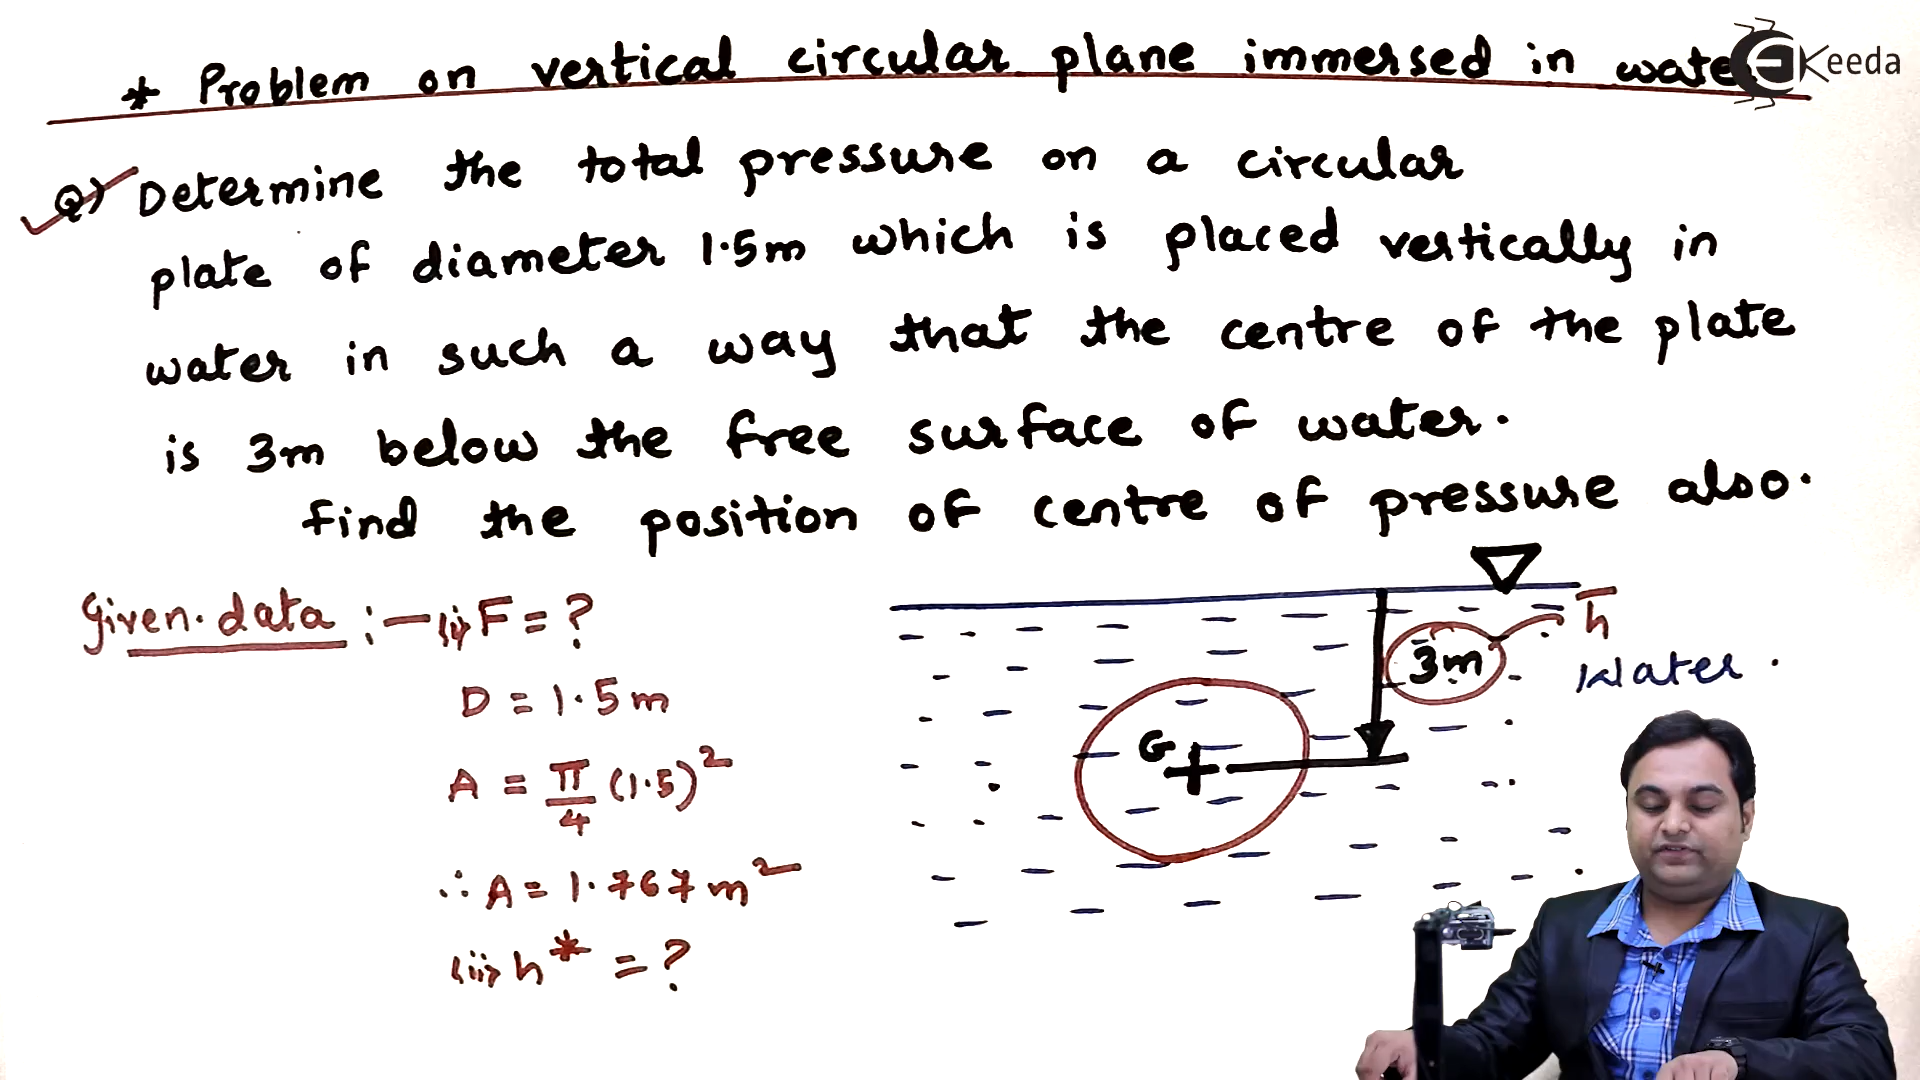 * Problem on vertical circular plane immersed in water
EKeeda
Q) Determine the total pressure on a circular
plate of diameter 1.5m which is placed vertically in
water in such a way that the centre of the plate
is 3m below the free surface of water.
Find the position of centre of pressure also.
Given data :- (i) F = ?
D = 1.5 m
A = π/4 (1.5)²
∴ A = 1.767 m²
(ii) h* = ?
h̄
3m
Water.
G